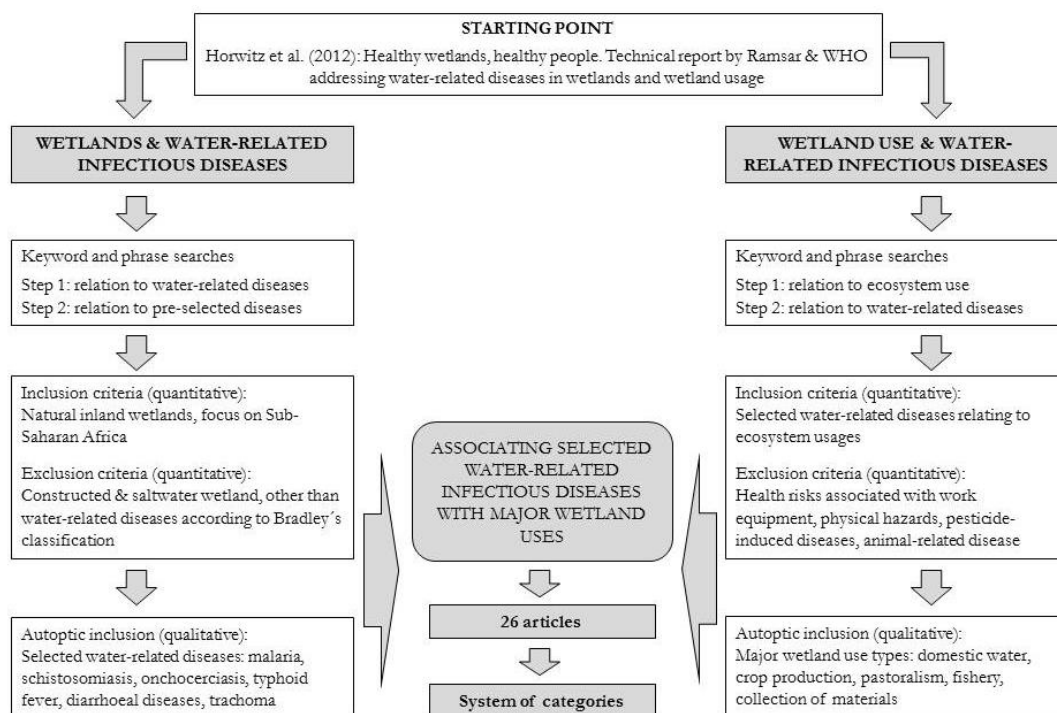 STARTING POINT
Horwitz et al. (2012): Healthy wetlands, healthy people. Technical report by Ramsar & WHO
addressing water-related diseases in wetlands and wetland usage
WETLANDS & WATER-RELATED
INFECTIOUS DISEASES
Keyword and phrase searches
Step 1: relation to water-related diseases
Step 2: relation to pre-selected diseases
Inclusion criteria (quantitative):
Natural inland wetlands, focus on Sub-
Saharan Africa
Exclusion criteria (quantitative):
Constructed & saltwater wetland, other than
water-related diseases according to Bradley´s
classification
Autoptic inclusion (qualitative):
Selected water-related diseases: malaria,
schistosomiasis, onchocerciasis, typhoid
fever, diarrhoeal diseases, trachoma
WETLAND USE & WATER-
RELATED INFECTIOUS DISEASES
Keyword and phrase searches
Step 1: relation to ecosystem use
Step 2: relation to water-related diseases
Inclusion criteria (quantitative):
Selected water-related diseases relating to
ecosystem usages
Exclusion criteria (quantitative):
Health risks associated with work
equipment, physical hazards, pesticide-
induced diseases, animal-related disease
Autoptic inclusion (qualitative):
Major wetland use types: domestic water,
crop production, pastoralism, fishery,
collection of materials
ASSOCIATING SELECTED
WATER-RELATED
INFECTIOUS DISEASES
WITH MAJOR WETLAND
USES
26 articles
System of categories